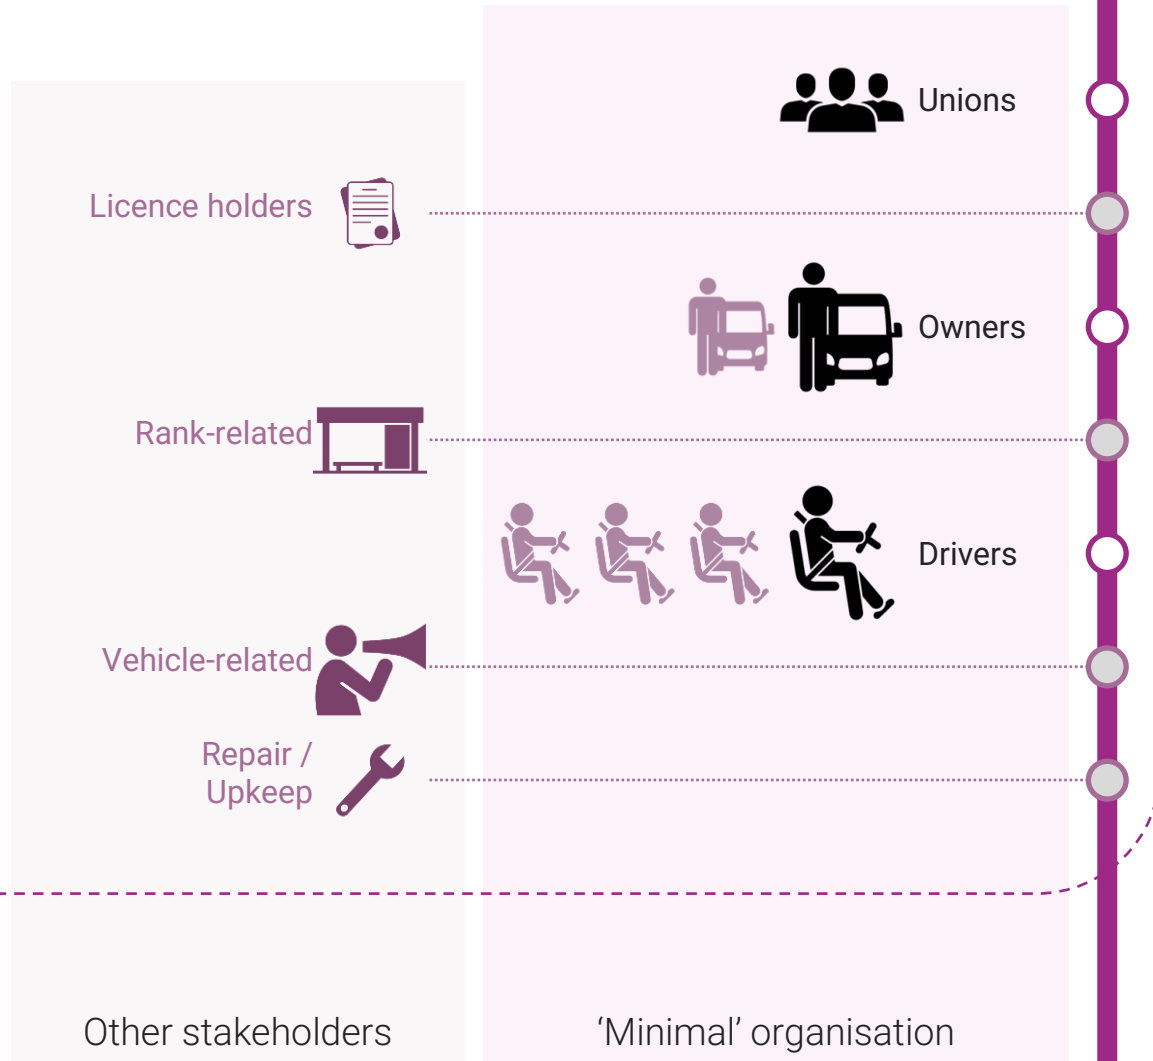 Unions
Licence holders
Owners
Rank-related
Drivers
Vehicle-related
Repair /
Upkeep
Other stakeholders
‘Minimal’ organisation